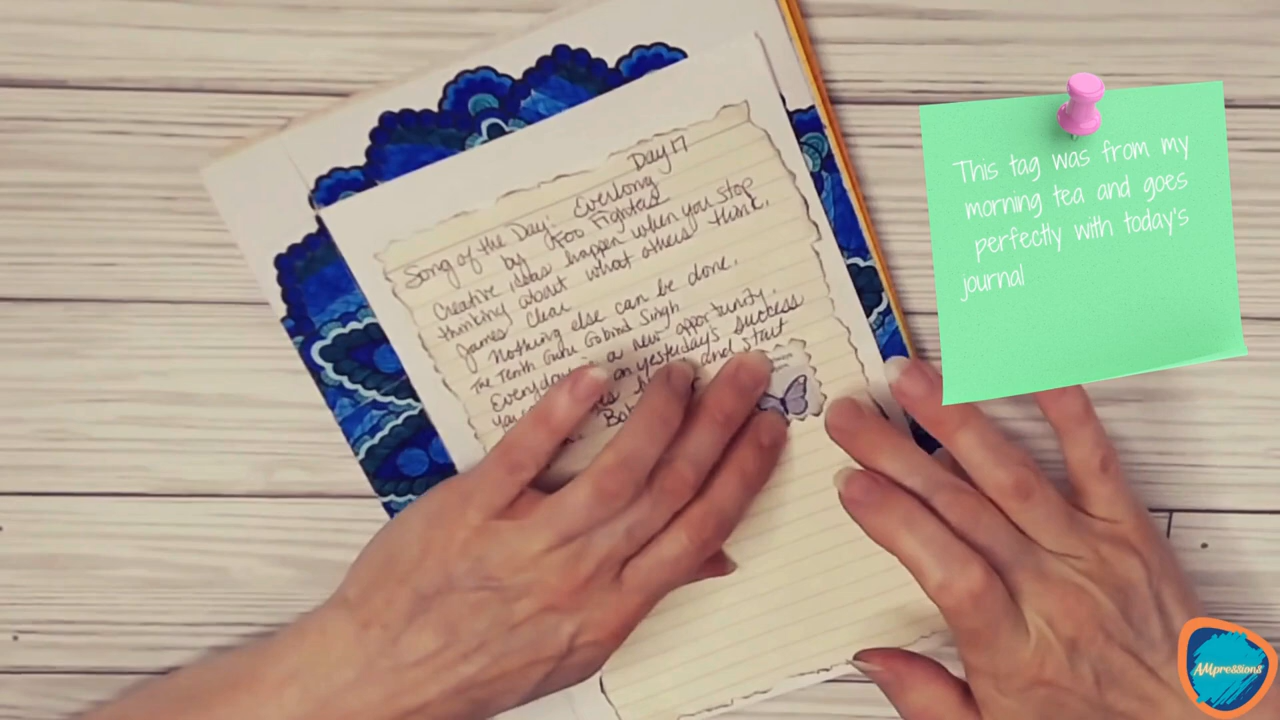 Day 17
Song of the Day: Everlong
by Foo Fighters
Creative ideas happen when you stop
thinking about what others think.
James Clear
Nothing else can be done.
The Tenth Guru Gobind Singh
Everyday is a new opportunity.
on yesterday's success
and start
This tag was from my
morning tea and goes
perfectly with today's
journal
AMpressions